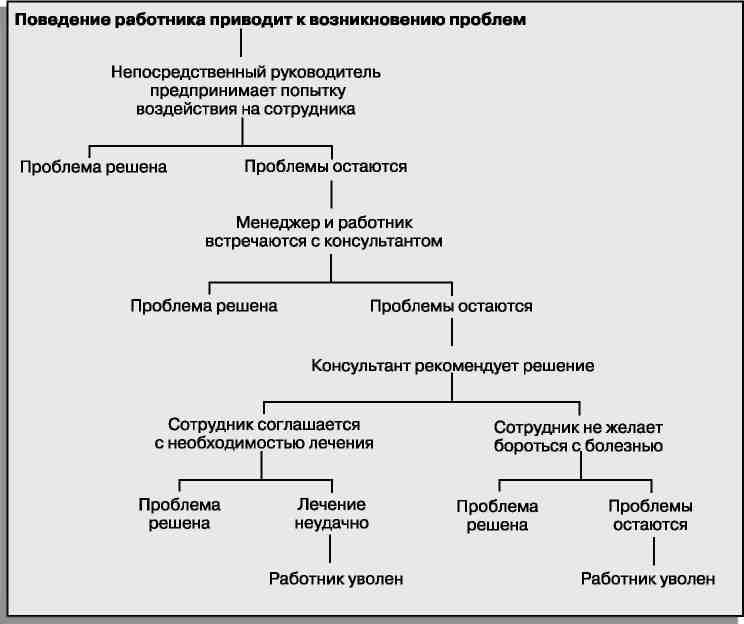 Поведение работника приводит к возникновению проблем
Непосредственный руководитель
предпринимает попытку
воздействия на сотрудника
Проблема решена
Проблемы остаются
Менеджер и работник
встречаются с консультантом
Проблема решена
Проблемы остаются
Консультант рекомендует решение
Сотрудник соглашается
с необходимостью лечения
Сотрудник не желает
бороться с болезнью
Проблема
решена
Лечение
неудачно
Проблема
решена
Проблемы
остаются
Работник уволен
Работник уволен